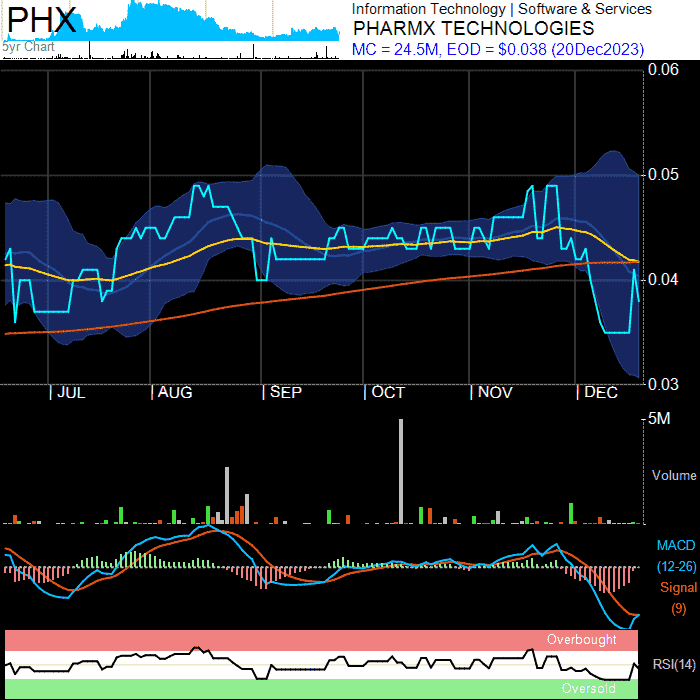 PHX
5yr Chart
Information Technology | Software & Services
PHARMX TECHNOLOGIES
MC = 24.5M, EOD = $0.038 (20Dec2023)
0.06
0.05
0.04
0.03
| JUL | AUG | SEP | OCT | NOV | DEC
5M
Volume
MACD
(12-26)
Signal
(9)
Overbought
RSI(14)
Oversold